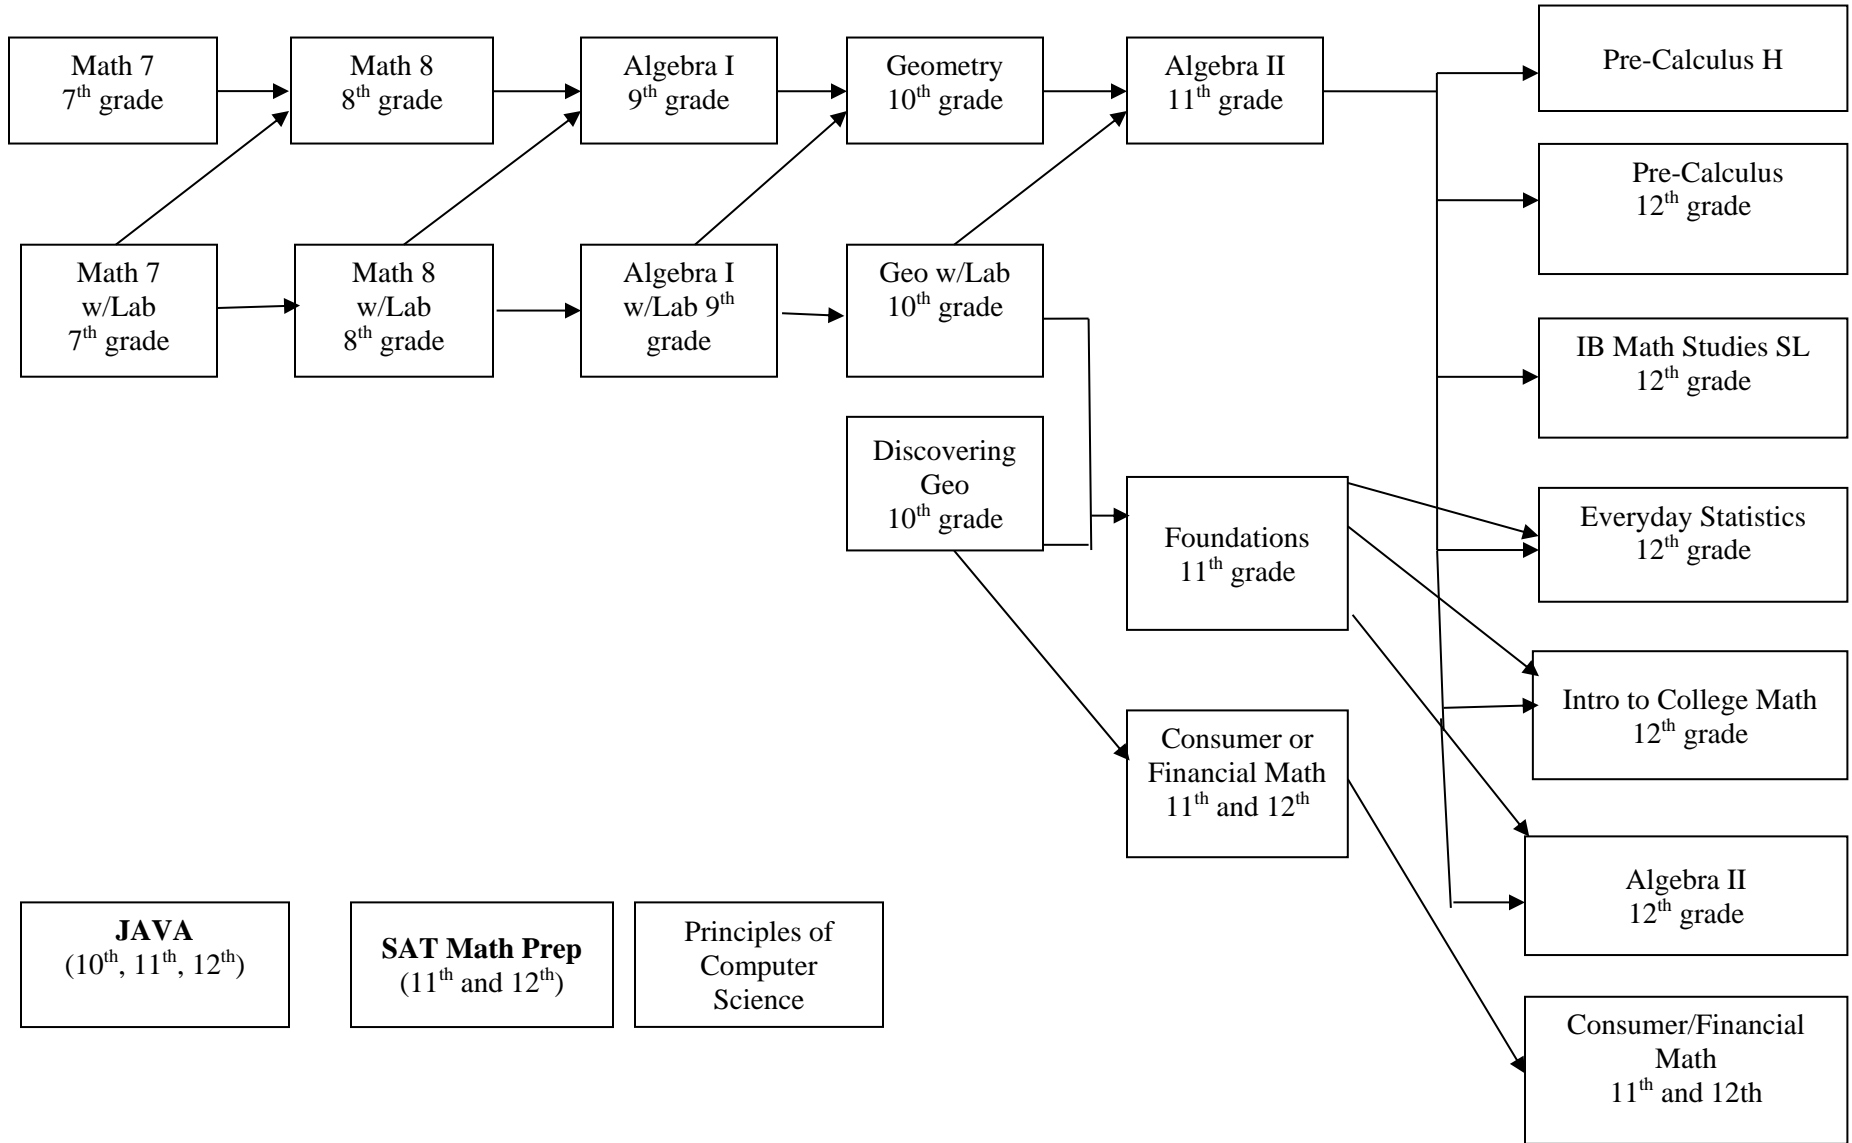 Math 7
7th grade
Math 8
8th grade
Algebra I
9th grade
Geometry
10th grade
Algebra II
11th grade
Pre-Calculus H
Pre-Calculus
12th grade
Math 7
w/Lab
7th grade
Math 8
w/Lab
8th grade
Algebra I
w/Lab 9th
grade
Geo w/Lab
10th grade
IB Math Studies SL
12th grade
Discovering
Geo
10th grade
Foundations
11th grade
Everyday Statistics
12th grade
Intro to College Math
12th grade
Consumer or
Financial Math
11th and 12th
Algebra II
12th grade
JAVA
(10th, 11th, 12th)
SAT Math Prep
(11th and 12th)
Principles of
Computer
Science
Consumer/Financial
Math
11th and 12th